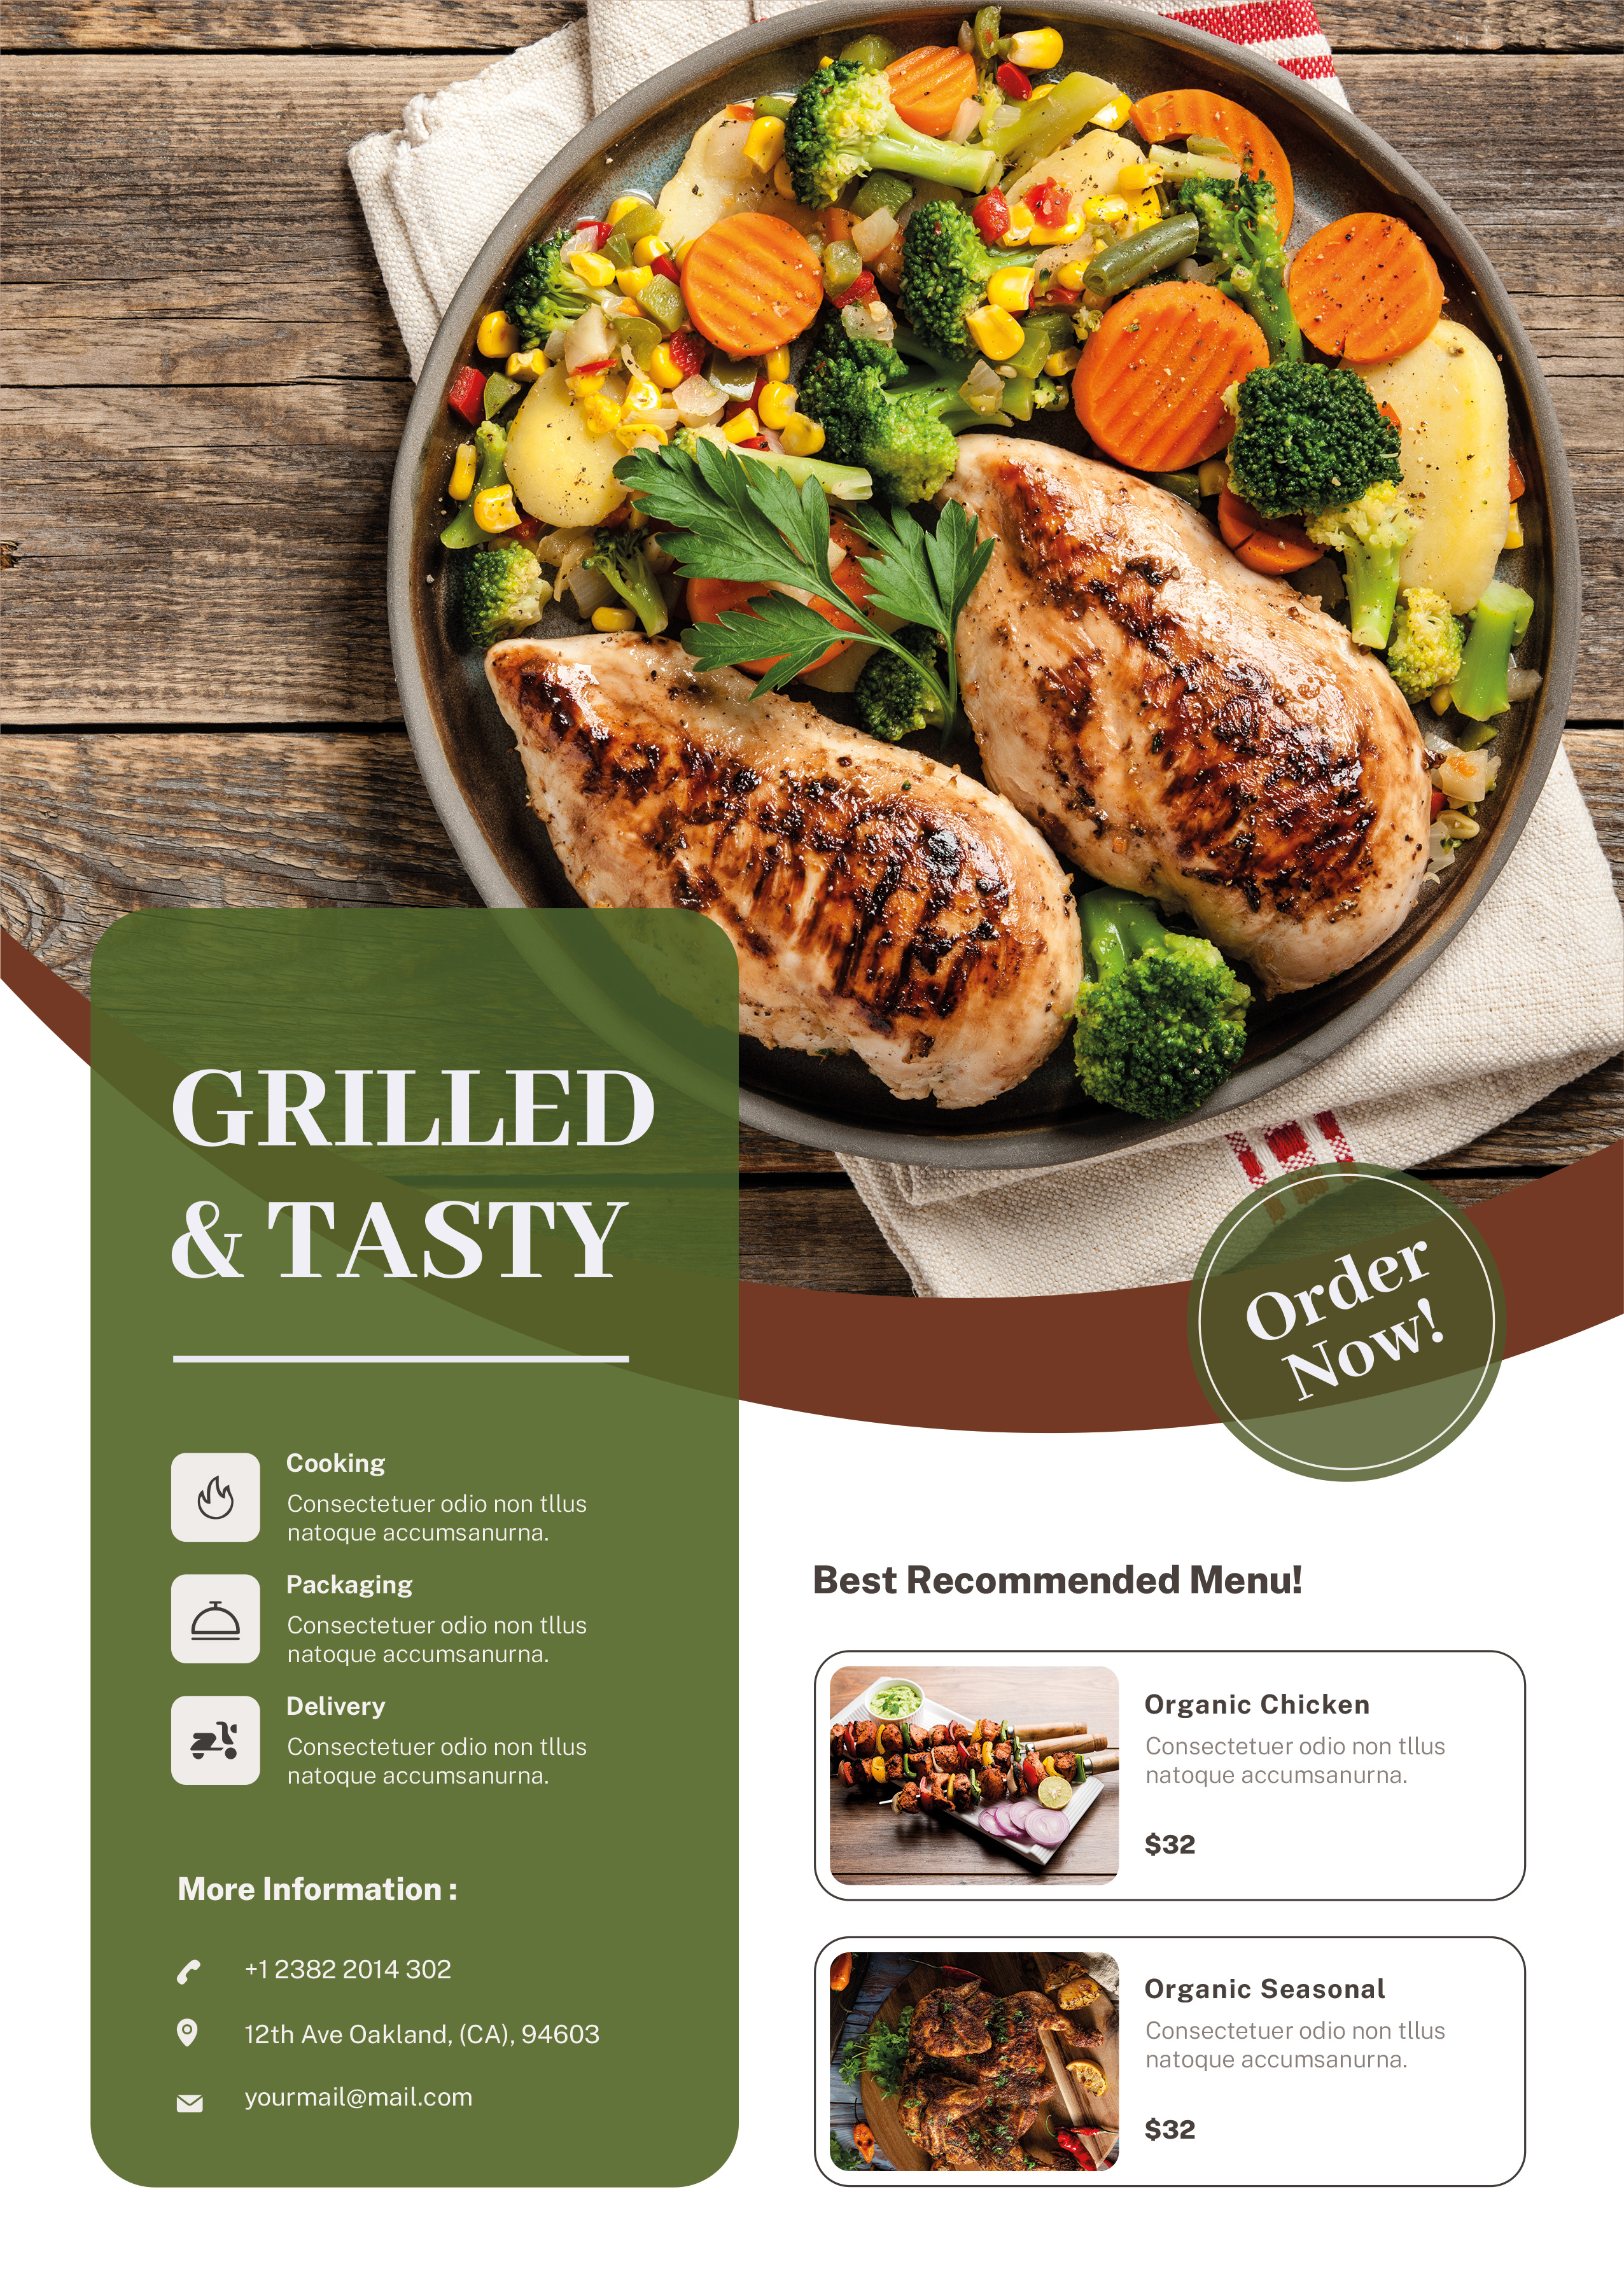 GRILLED
& TASTY
Order
Now!
Cooking
Consectetuer odio non tllus
natoque accumsanurna.
Packaging
Consectetuer odio non tllus
natoque accumsanurna.
Delivery
Consectetuer odio non tllus
natoque accumsanurna.
More Information :
+1 2382 2014 302
12th Ave Oakland, (CA), 94603
yourmail@mail.com
Best Recommended Menu!
Organic Chicken
Consectetuer odio non tllus
natoque accumsanurna.
$32
Organic Seasonal
Consectetuer odio non tllus
natoque accumsanurna.
$32